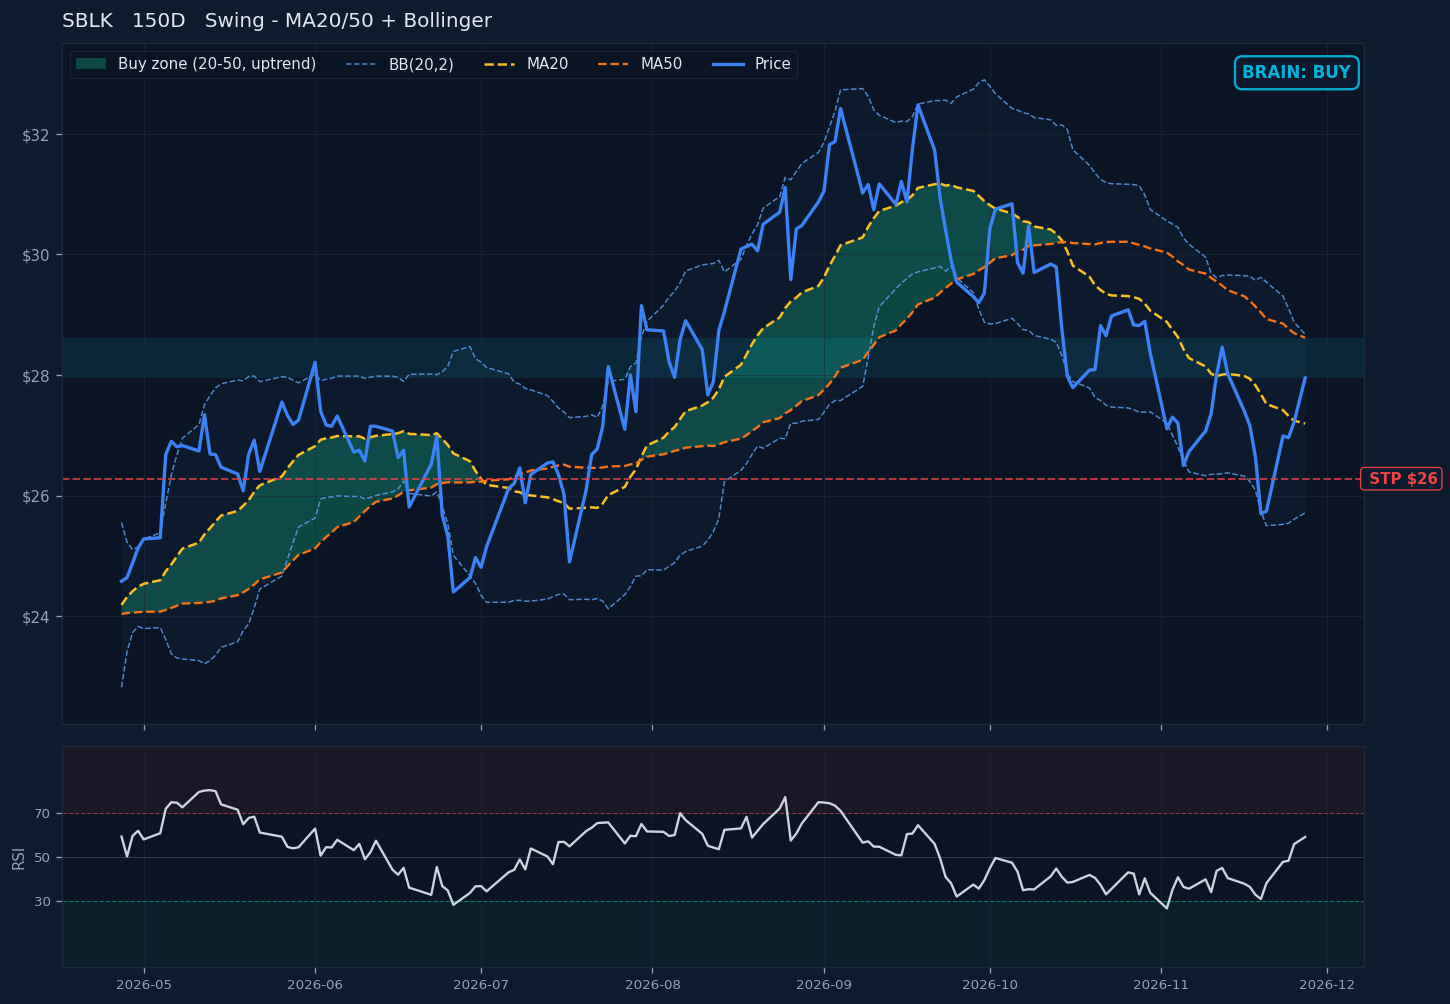 SBLK   150D   Swing - MA20/50 + Bollinger
Buy zone (20-50, uptrend)   BB(20,2)   MA20   MA50   Price
BRAIN: BUY
$32
$30
$28
$26
$24
STP $26
70
50
30
RSI
2026-05   2026-06   2026-07   2026-08   2026-09   2026-10   2026-11   2026-12